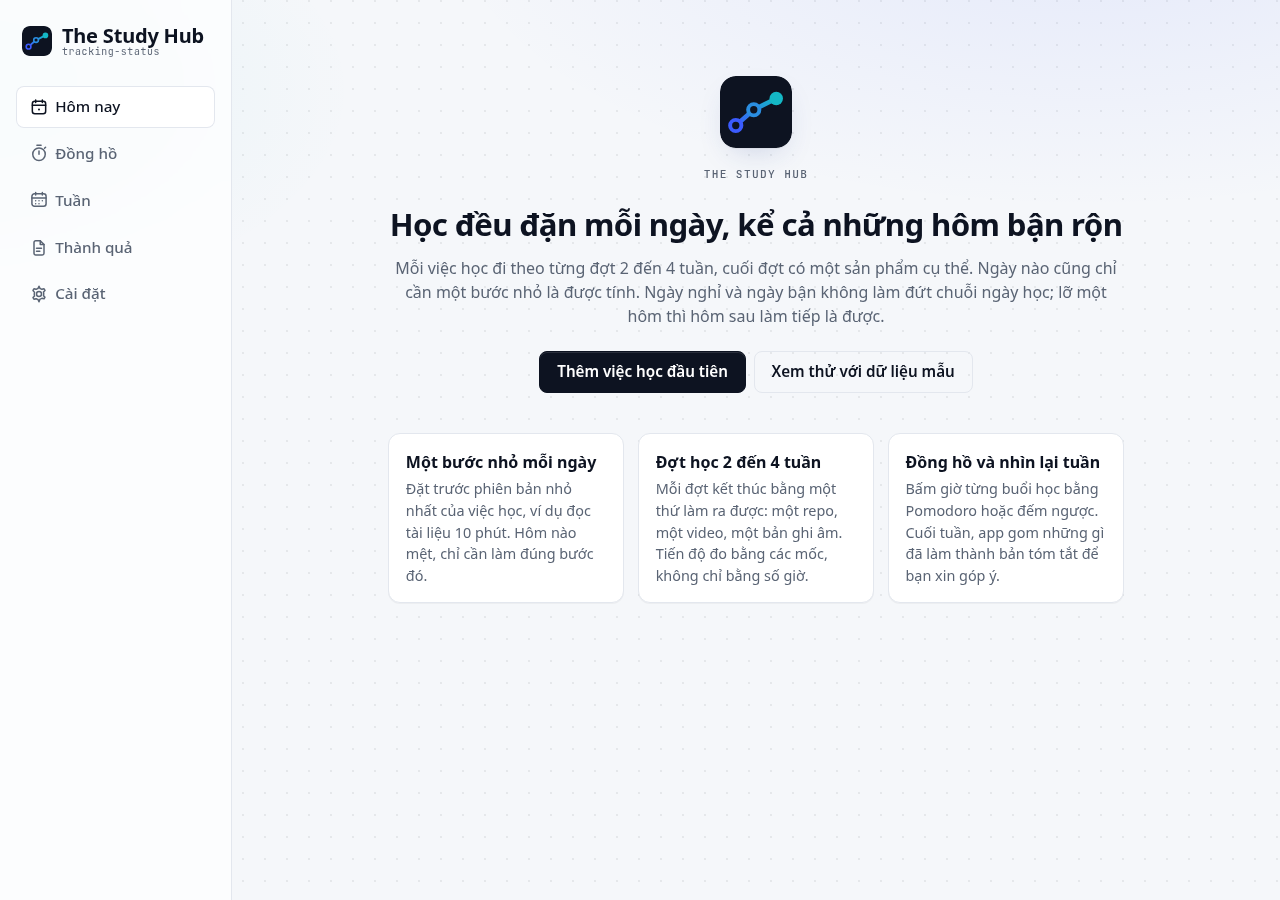 The Study Hub
tracking-status
Hôm nay
Đồng hồ
Tuần
Thành quả
Cài đặt
THE STUDY HUB
Học đều đặn mỗi ngày, kể cả những hôm bận rộn
Mỗi việc học đi theo từng đợt 2 đến 4 tuần, cuối đợt có một sản phẩm cụ thể. Ngày nào cũng chỉ
cần một bước nhỏ là được tính. Ngày nghỉ và ngày bận không làm đứt chuỗi ngày học; lỡ một
hôm thì hôm sau làm tiếp là được.
Thêm việc học đầu tiên
Xem thử với dữ liệu mẫu
Một bước nhỏ mỗi ngày
Đặt trước phiên bản nhỏ
nhất của việc học, ví dụ đọc
tài liệu 10 phút. Hôm nào
mệt, chỉ cần làm đúng bước
đó.
Đợt học 2 đến 4 tuần
Mỗi đợt kết thúc bằng một
thứ làm ra được: một repo,
một video, một bản ghi âm.
Tiến độ đo bằng các mốc,
không chỉ bằng số giờ.
Đồng hồ và nhìn lại tuần
Bấm giờ từng buổi học bằng
Pomodoro hoặc đếm ngược.
Cuối tuần, app gom những gì
đã làm thành bản tóm tắt để
bạn xin góp ý.